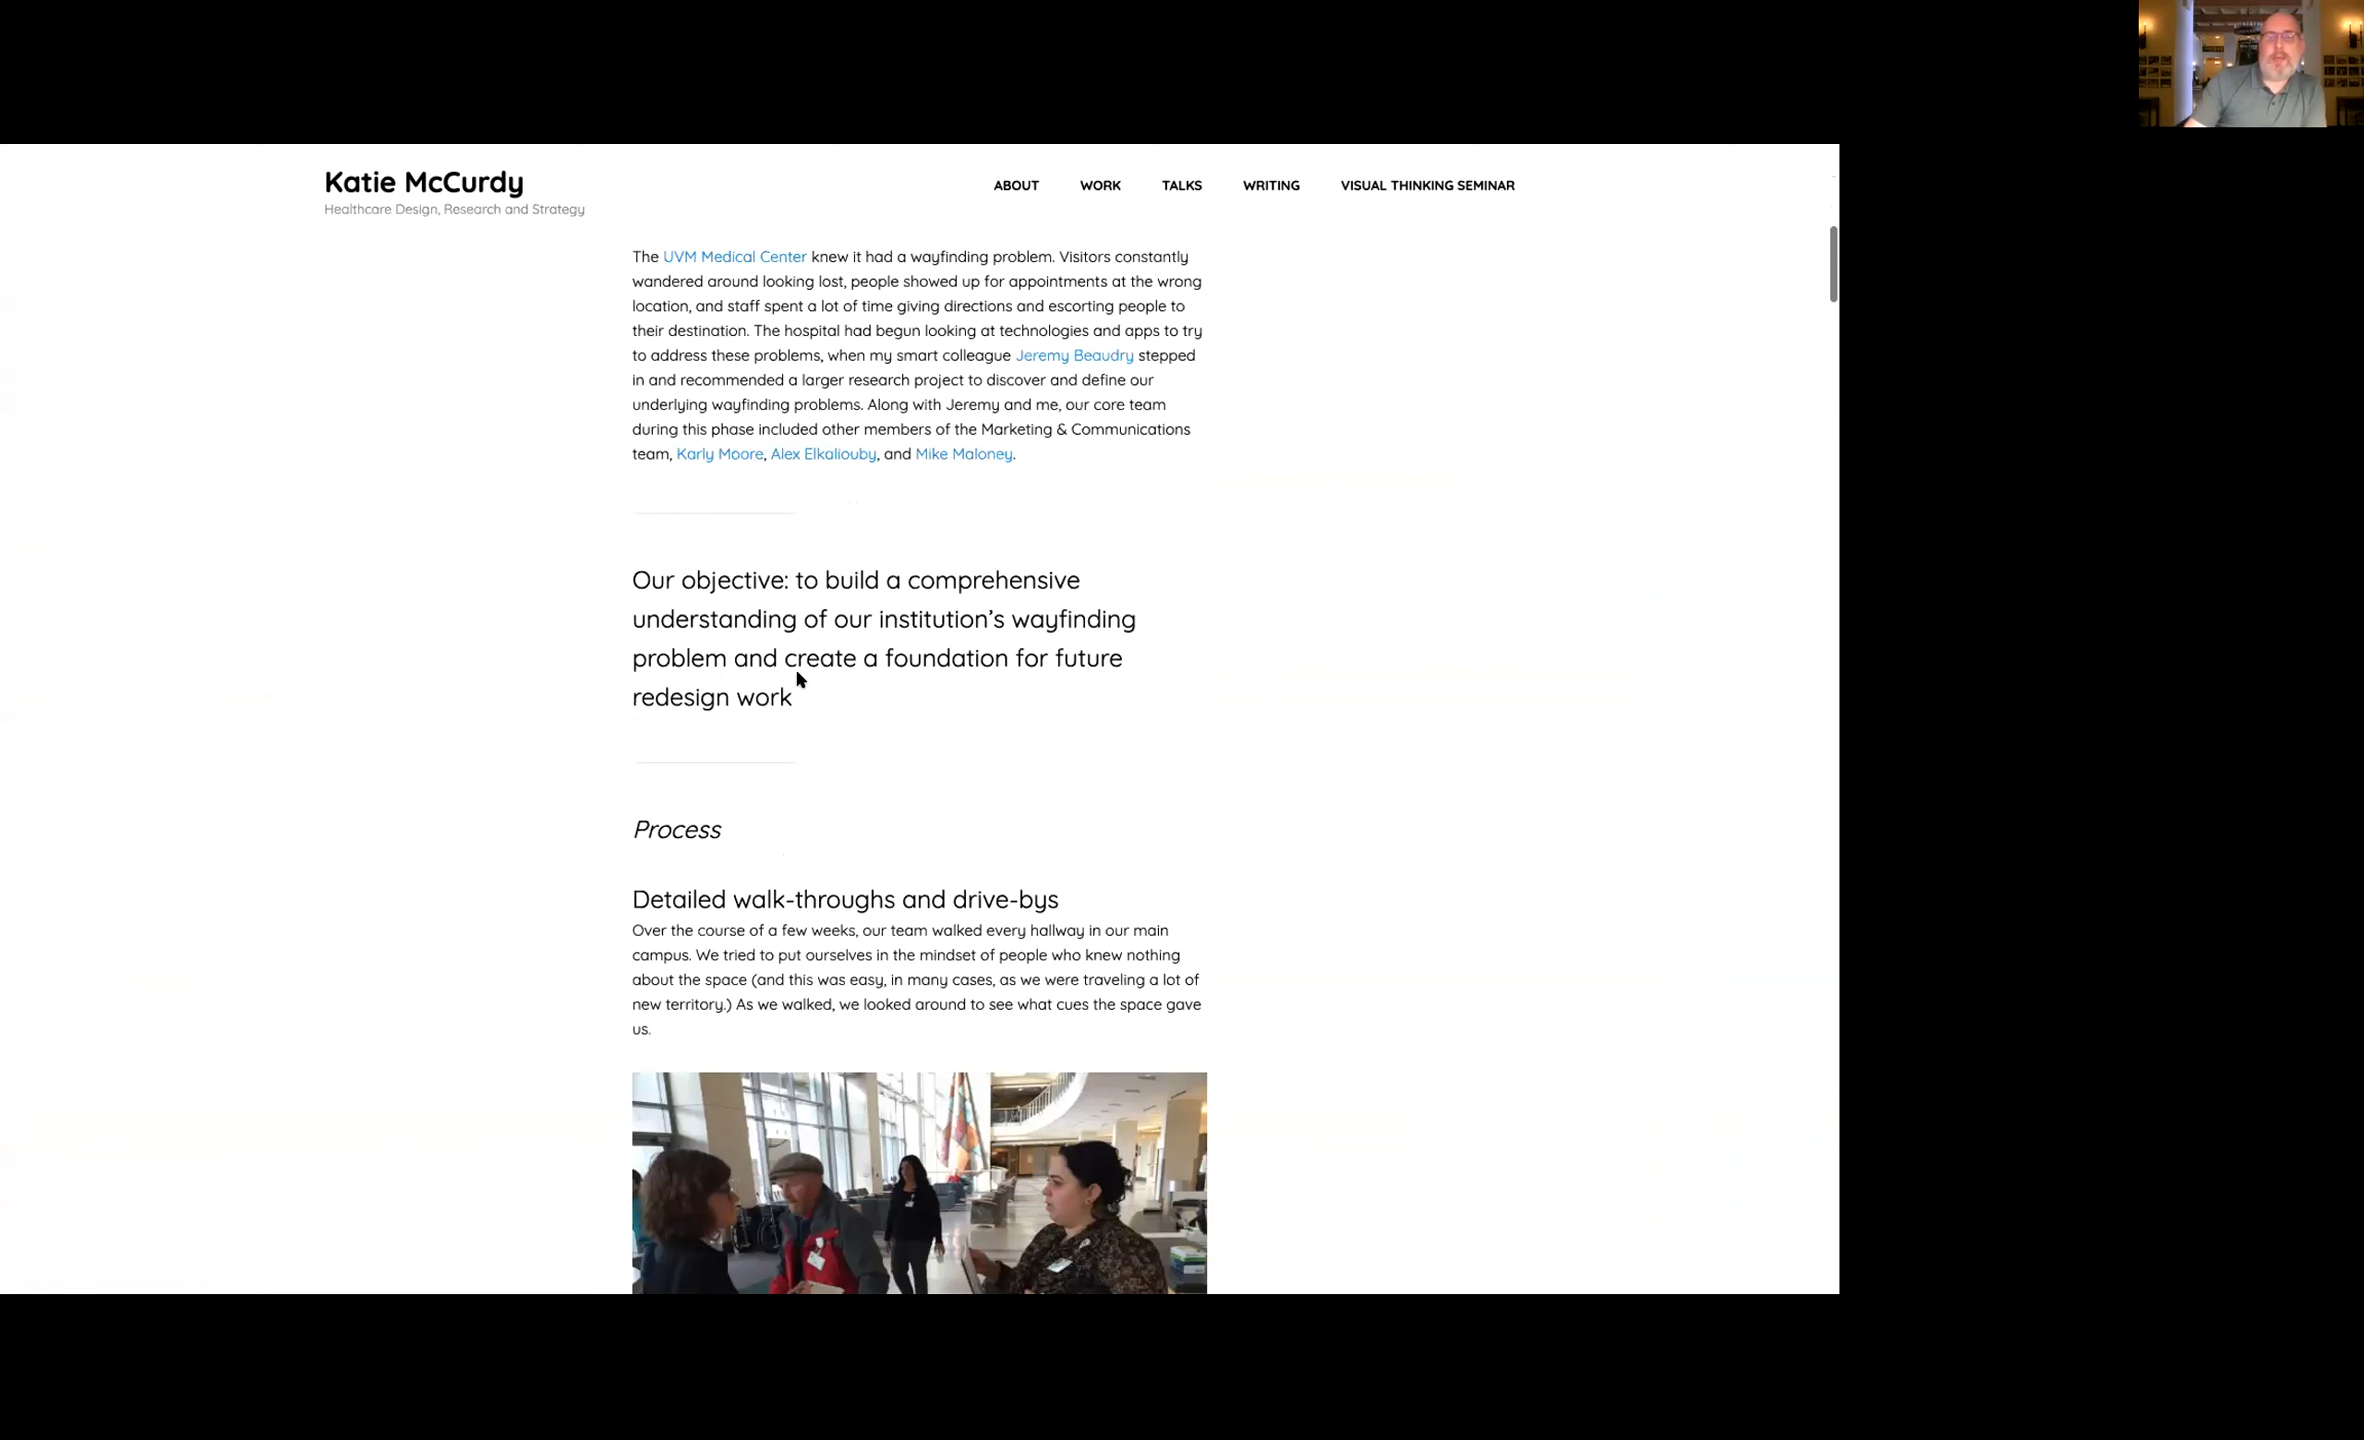 Katie McCurdy
Healthcare Design, Research and Strategy
ABOUT
WORK
TALKS
WRITING
VISUAL THINKING SEMINAR
The UVM Medical Center knew it had a wayfinding problem. Visitors constantly
wandered around looking lost, people showed up for appointments at the wrong
location, and staff spent a lot of time giving directions and escorting people to
their destination. The hospital had begun looking at technologies and apps to try
to address these problems, when my smart colleague Jeremy Beaudry stepped
in and recommended a larger research project to discover and define our
underlying wayfinding problems. Along with Jeremy and me, our core team
during this phase included other members of the Marketing & Communications
team, Karly Moore, Alex Elkaliouby, and Mike Maloney.
Our objective: to build a comprehensive
understanding of our institution’s wayfinding
problem and create a foundation for future
redesign work
Process
Detailed walk-throughs and drive-bys
Over the course of a few weeks, our team walked every hallway in our main
campus. We tried to put ourselves in the mindset of people who knew nothing
about the space (and this was easy, in many cases, as we were traveling a lot of
new territory.) As we walked, we looked around to see what cues the space gave
us.